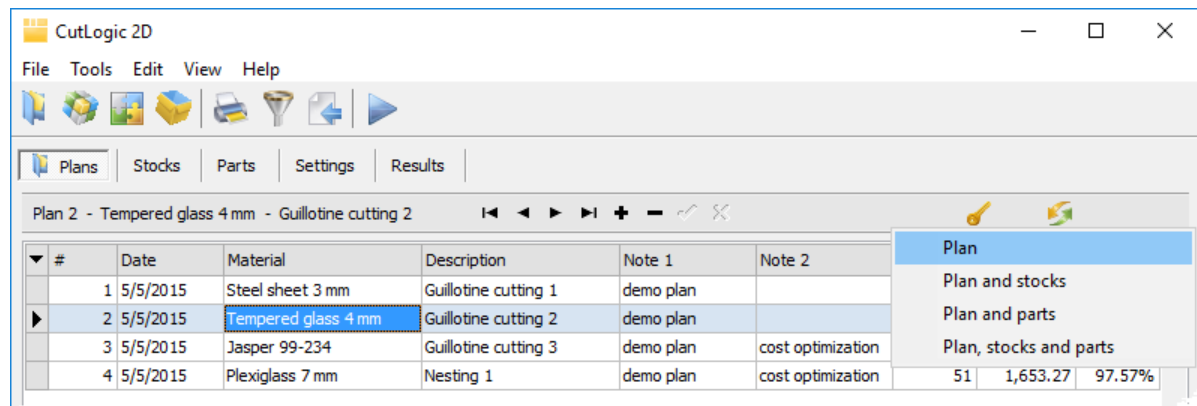 CutLogic 2D
File Tools Edit View Help
Plans Stocks Parts Settings Results
Plan 2 - Tempered glass 4 mm - Guillotine cutting 2
# Date Material Description Note 1 Note 2
1 5/5/2015 Steel sheet 3 mm Guillotine cutting 1 demo plan
2 5/5/2015 Tempered glass 4 mm Guillotine cutting 2 demo plan
3 5/5/2015 Jasper 99-234 Guillotine cutting 3 demo plan cost optimization
4 5/5/2015 Plexiglass 7 mm Nesting 1 demo plan cost optimization 51 1,653.27 97.57%
Plan
Plan and stocks
Plan and parts
Plan, stocks and parts